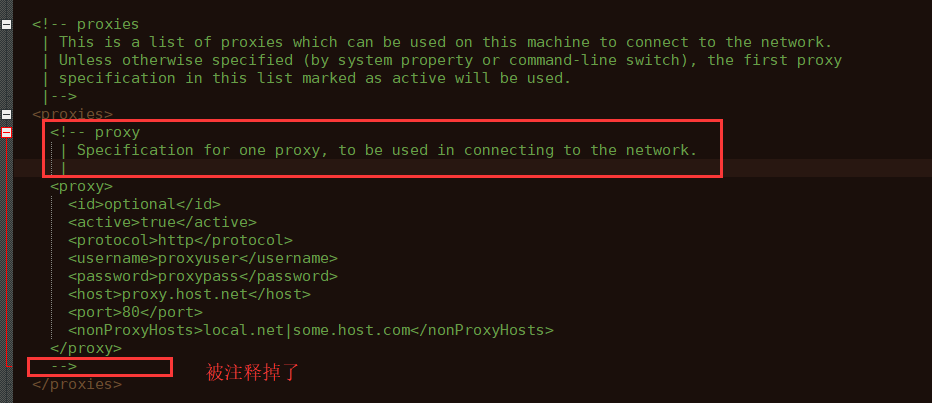 <!-- proxies
| This is a list of proxies which can be used on this machine to connect to the network.
| Unless otherwise specified (by system property or command-line switch), the first proxy
| specification in this list marked as active will be used.
|-->
<proxies>
<!-- proxy
| Specification for one proxy, to be used in connecting to the network.
|
<proxy>
<id>optional</id>
<active>true</active>
<protocol>http</protocol>
<username>proxyuser</username>
<password>proxypass</password>
<host>proxy.host.net</host>
<port>80</port>
<nonProxyHosts>local.net|some.host.com</nonProxyHosts>
</proxy>
--> 被注释掉了
</proxies>